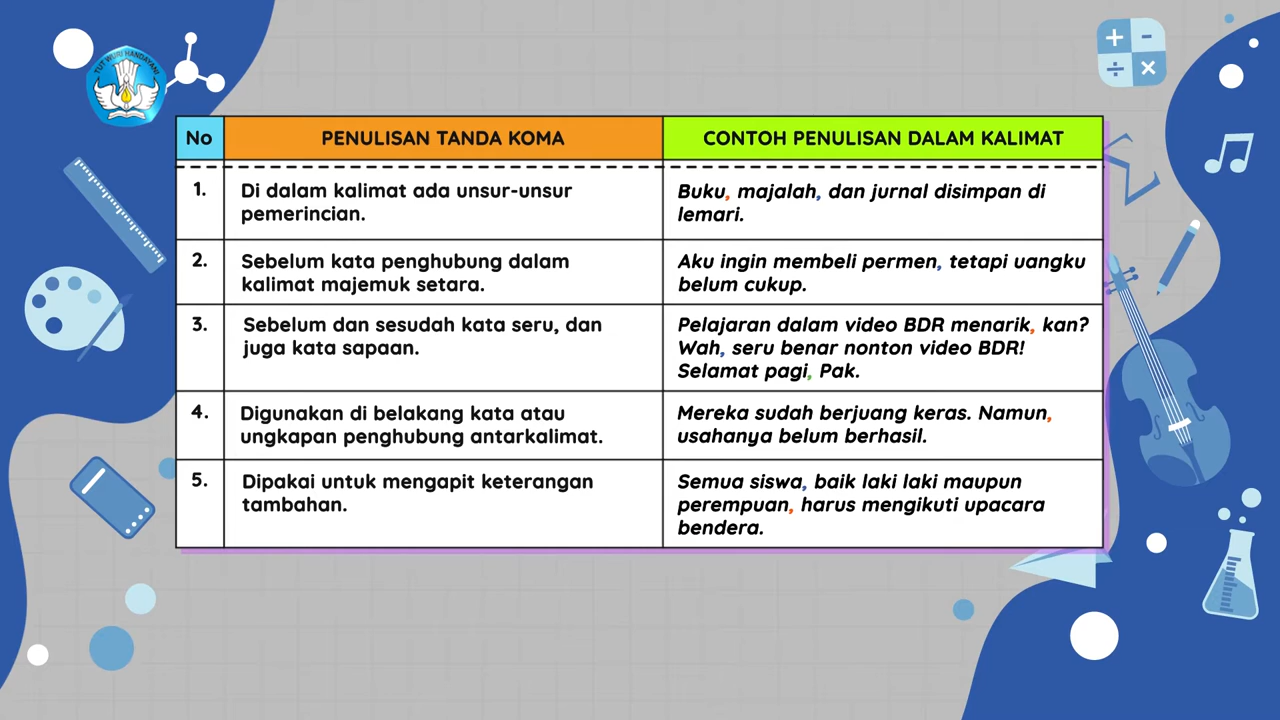 TUT WURI HANDAYANI
No
PENULISAN TANDA KOMA
CONTOH PENULISAN DALAM KALIMAT
1.
Di dalam kalimat ada unsur-unsur
pemerincian.
Buku, majalah, dan jurnal disimpan di
lemari.
2.
Sebelum kata penghubung dalam
kalimat majemuk setara.
Aku ingin membeli permen, tetapi uangku
belum cukup.
3.
Sebelum dan sesudah kata seru, dan
juga kata sapaan.
Pelajaran dalam video BDR menarik, kan?
Wah, seru benar nonton video BDR!
Selamat pagi, Pak.
4.
Digunakan di belakang kata atau
ungkapan penghubung antarkalimat.
Mereka sudah berjuang keras. Namun,
usahanya belum berhasil.
5.
Dipakai untuk mengapit keterangan
tambahan.
Semua siswa, baik laki laki maupun
perempuan, harus mengikuti upacara
bendera.